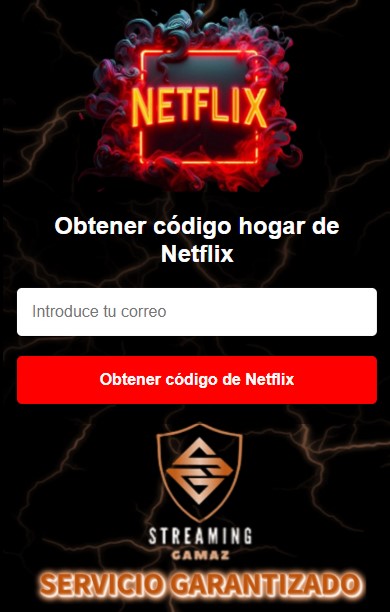 NETFLIX
Obtener código hogar de
Netflix
Introduce tu correo
Obtener código de Netflix
STREAMING
GAMAZ
SERVICIO GARANTIZADO